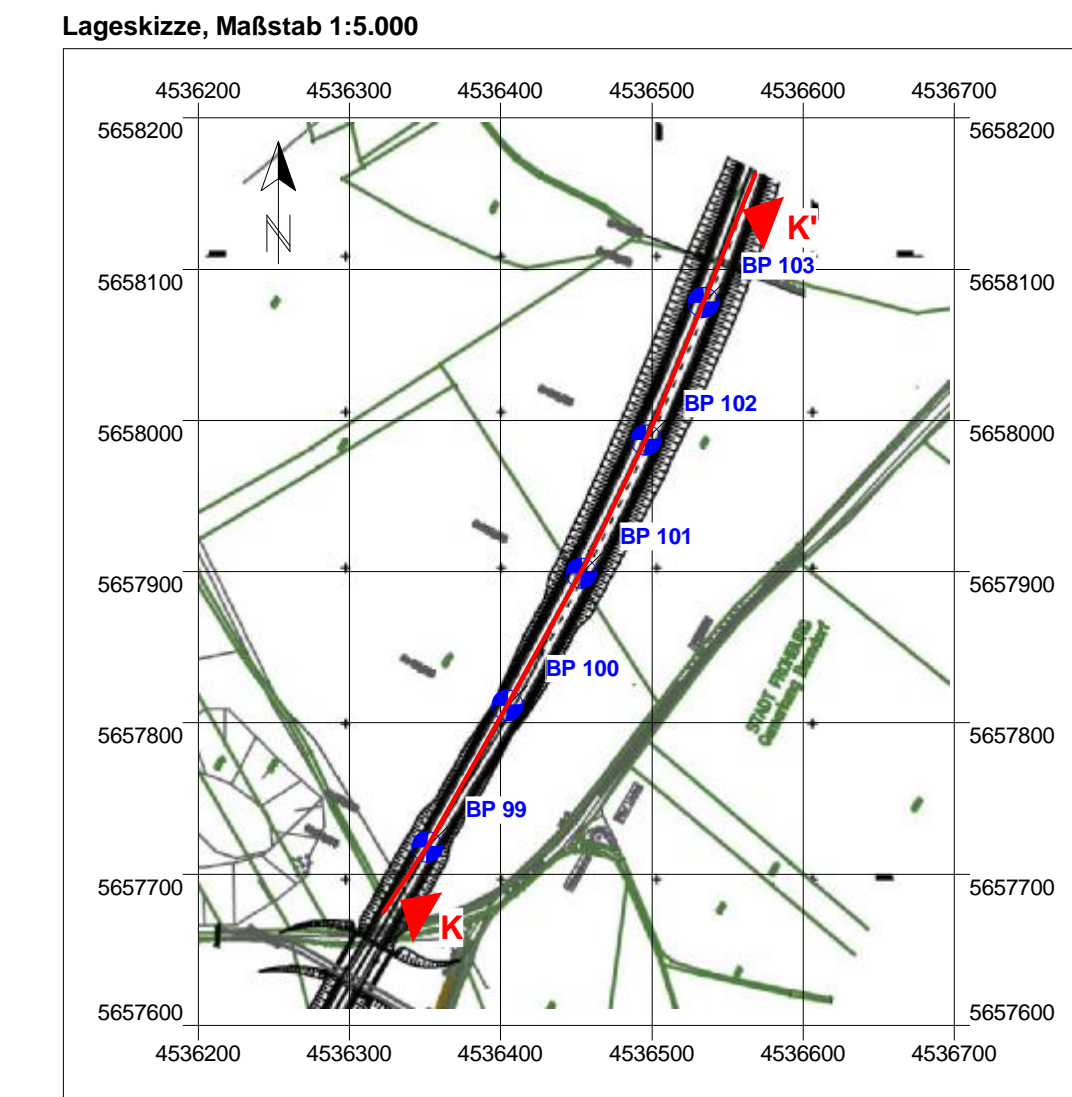 Lageskizze, Maßstab 1:5.000
4536200 4536300 4536400 4536500 4536600 4536700
5658200 5658200
N
K'
BP 103
5658100 5658100
BP 102
5658000 5658000
BP 101
5657900 5657900
BP 100
STADT FROHBURG
5657800 5657800
BP 99
5657700 5657700
K
5657600 5657600
4536200 4536300 4536400 4536500 4536600 4536700